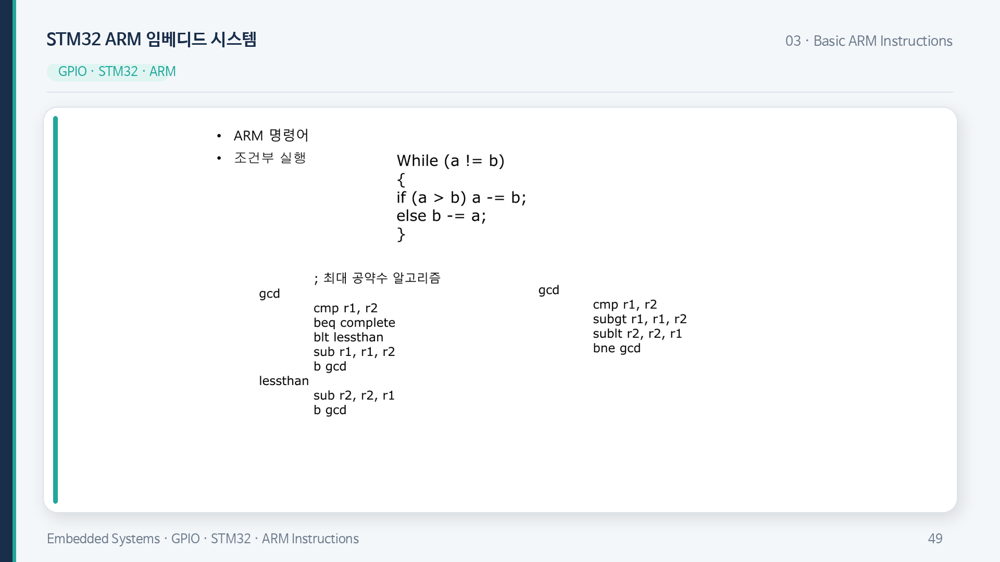 STM32 ARM 임베디드 시스템
03 · Basic ARM Instructions
GPIO · STM32 · ARM
• ARM 명령어
• 조건부 실행
While (a != b)
{
if (a > b) a -= b;
else b -= a;
}
; 최대 공약수 알고리즘
gcd
cmp r1, r2
beq complete
blt lessthan
sub r1, r1, r2
b gcd
lessthan
sub r2, r2, r1
b gcd
gcd
cmp r1, r2
subgt r1, r1, r2
sublt r2, r2, r1
bne gcd
Embedded Systems · GPIO · STM32 · ARM Instructions
49